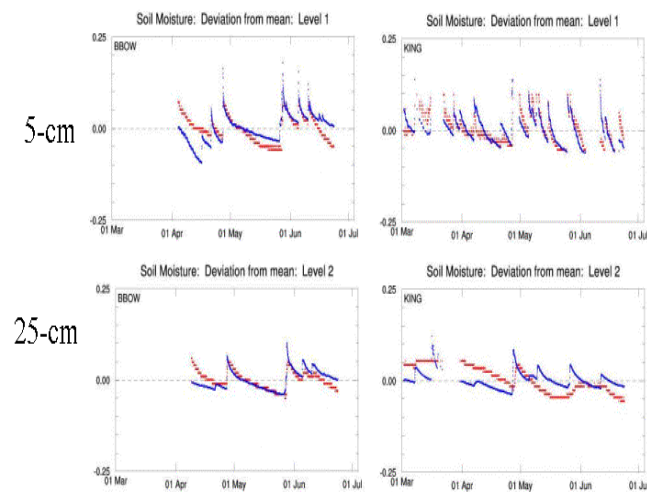 Soil Moisture: Deviation from mean: Level 1
BBOW
0.25
0.00
-0.25
01 Mar 01 Apr 01 May 01 Jun 01 Jul
5-cm
Soil Moisture: Deviation from mean: Level 1
KING
0.25
0.00
-0.25
01 Mar 01 Apr 01 May 01 Jun 01 Jul
Soil Moisture: Deviation from mean: Level 2
BBOW
0.25
0.00
-0.25
01 Mar 01 Apr 01 May 01 Jun 01 Jul
25-cm
Soil Moisture: Deviation from mean: Level 2
KING
0.25
0.00
-0.25
01 Mar 01 Apr 01 May 01 Jun 01 Jul